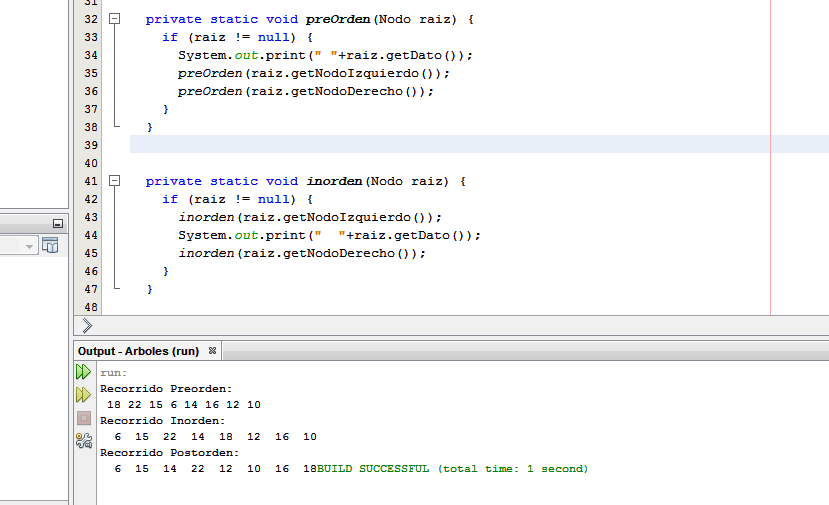 31
32 private static void preOrden(Nodo raiz) {
33 if (raiz != null) {
34 System.out.print(" "+raiz.getDato());
35 preOrden(raiz.getNodoIzquierdo());
36 preOrden(raiz.getNodoDerecho());
37 }
38 }
39
40
41 private static void inorden(Nodo raiz) {
42 if (raiz != null) {
43 inorden(raiz.getNodoIzquierdo());
44 System.out.print("  "+raiz.getDato());
45 inorden(raiz.getNodoDerecho());
46 }
47 }
48
Output - Arboles (run)
run:
Recorrido Preorden:
18 22 15 6 14 16 12 10
Recorrido Inorden:
6  15  22  14  18  12  16  10
Recorrido Postorden:
6  15  14  22  12  10  16  18BUILD SUCCESSFUL (total time: 1 second)